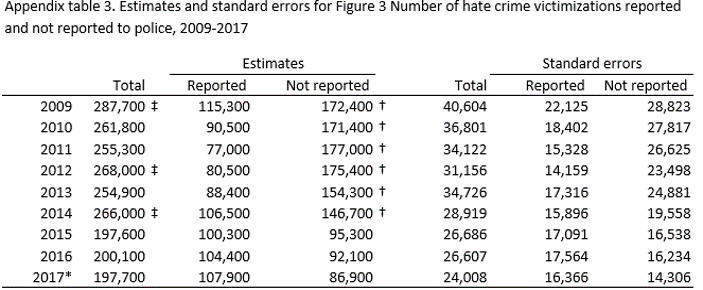 Appendix table 3. Estimates and standard errors for Figure 3 Number of hate crime victimizations reported
and not reported to police, 2009-2017
Estimates Standard errors
Total Reported Not reported Total Reported Not reported
2009 287,700 ‡ 115,300 172,400 † 40,604 22,125 28,823
2010 261,800 90,500 171,400 † 36,801 18,402 27,817
2011 255,300 77,000 177,000 † 34,122 15,328 26,625
2012 268,000 ‡ 80,500 175,400 † 31,156 14,159 23,498
2013 254,900 88,400 154,300 † 34,726 17,316 24,881
2014 266,000 ‡ 106,500 146,700 † 28,919 15,896 19,558
2015 197,600 100,300 95,300 26,686 17,091 16,538
2016 200,100 104,400 92,100 26,607 17,564 16,234
2017* 197,700 107,900 86,900 24,008 16,366 14,306